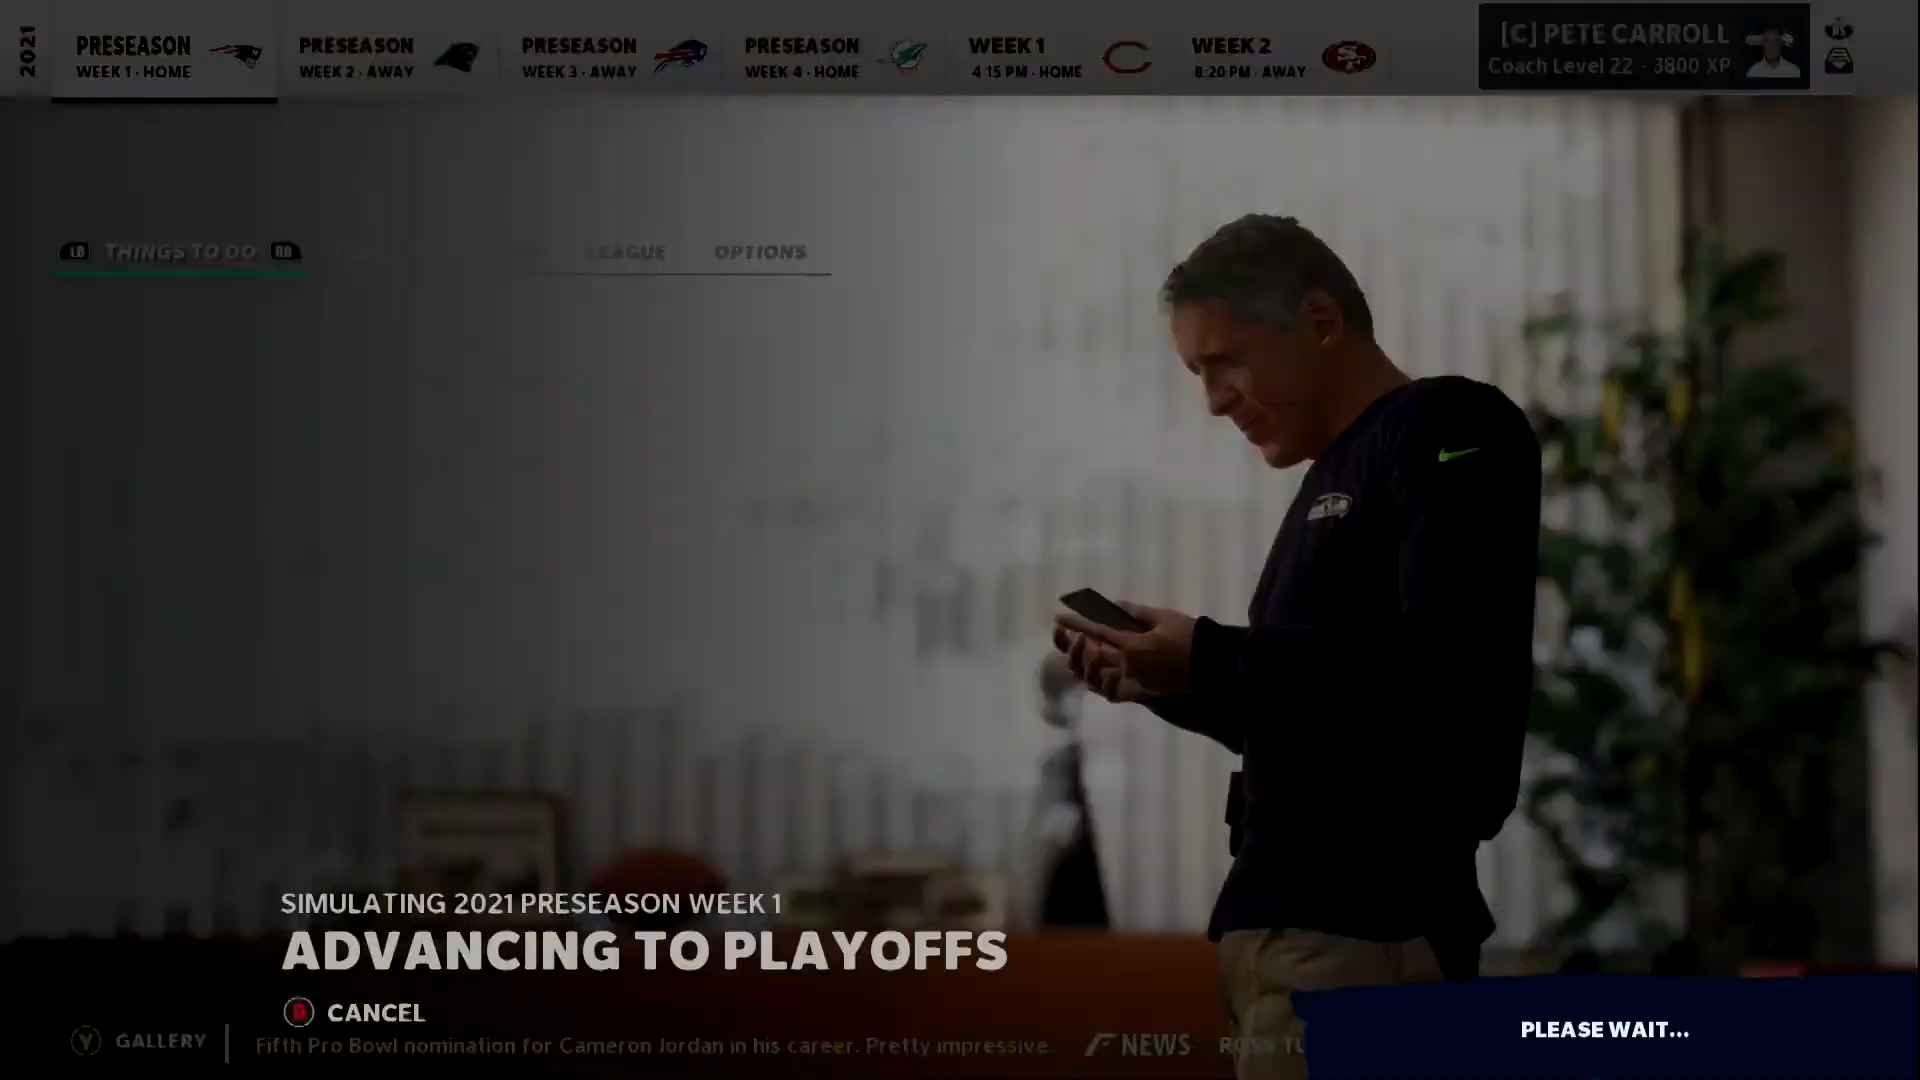 2021
PRESEASON
WEEK 1 · HOME
PRESEASON
WEEK 2 · AWAY
PRESEASON
WEEK 3 · AWAY
PRESEASON
WEEK 4 · HOME
WEEK 1
4:15 PM · HOME
WEEK 2
8:20 PM · AWAY
[C] PETE CARROLL
Coach Level 22 - 3800 XP
RS
LB THINGS TO DO RB LEAGUE OPTIONS
SIMULATING 2021 PRESEASON WEEK 1
ADVANCING TO PLAYOFFS
B CANCEL
Y GALLERY Fifth Pro Bowl nomination for Cameron Jordan in his career. Pretty impressive. NEWS
PLEASE WAIT...